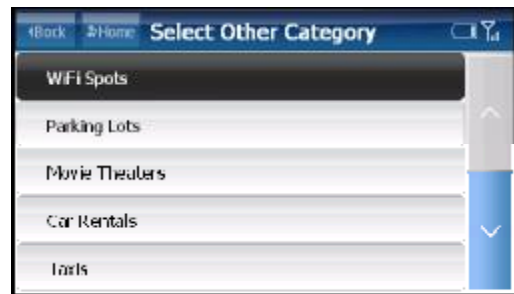 Back Home Select Other Category
WiFi Spots
Parking Lots
Movie Theaters
Car Rentals
Taxis